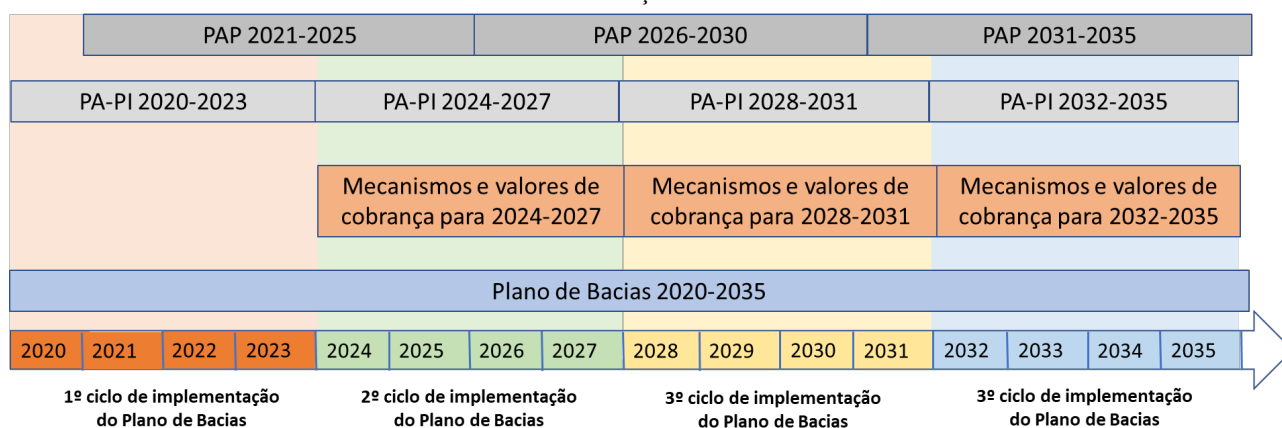 PAP 2021-2025
PAP 2026-2030
PAP 2031-2035
PA-PI 2020-2023
PA-PI 2024-2027
PA-PI 2028-2031
PA-PI 2032-2035
Mecanismos e valores de
cobrança para 2024-2027
Mecanismos e valores de
cobrança para 2028-2031
Mecanismos e valores de
cobrança para 2032-2035
Plano de Bacias 2020-2035
2020 2021 2022 2023 2024 2025 2026 2027 2028 2029 2030 2031 2032 2033 2034 2035
1º ciclo de implementação
do Plano de Bacias
2º ciclo de implementação
do Plano de Bacias
3º ciclo de implementação
do Plano de Bacias
3º ciclo de implementação
do Plano de Bacias